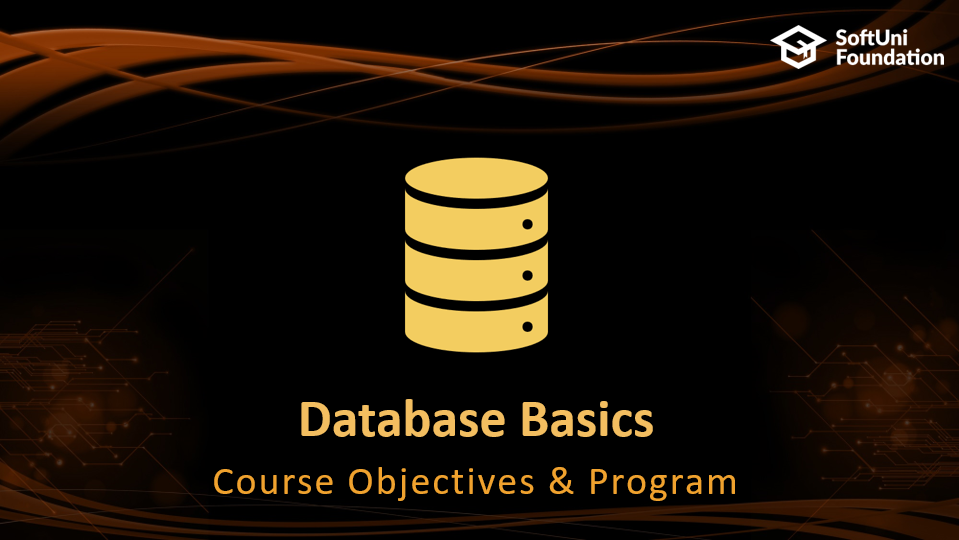 SoftUni
Foundation
Database Basics
Course Objectives & Program